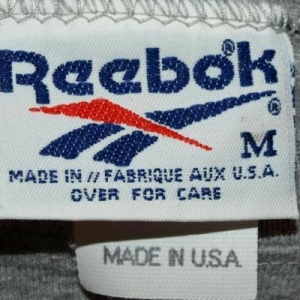 Reebok®
®
M
MADE IN // FABRIQUE AUX U.S.A.
OVER FOR CARE
MADE IN U.S.A.